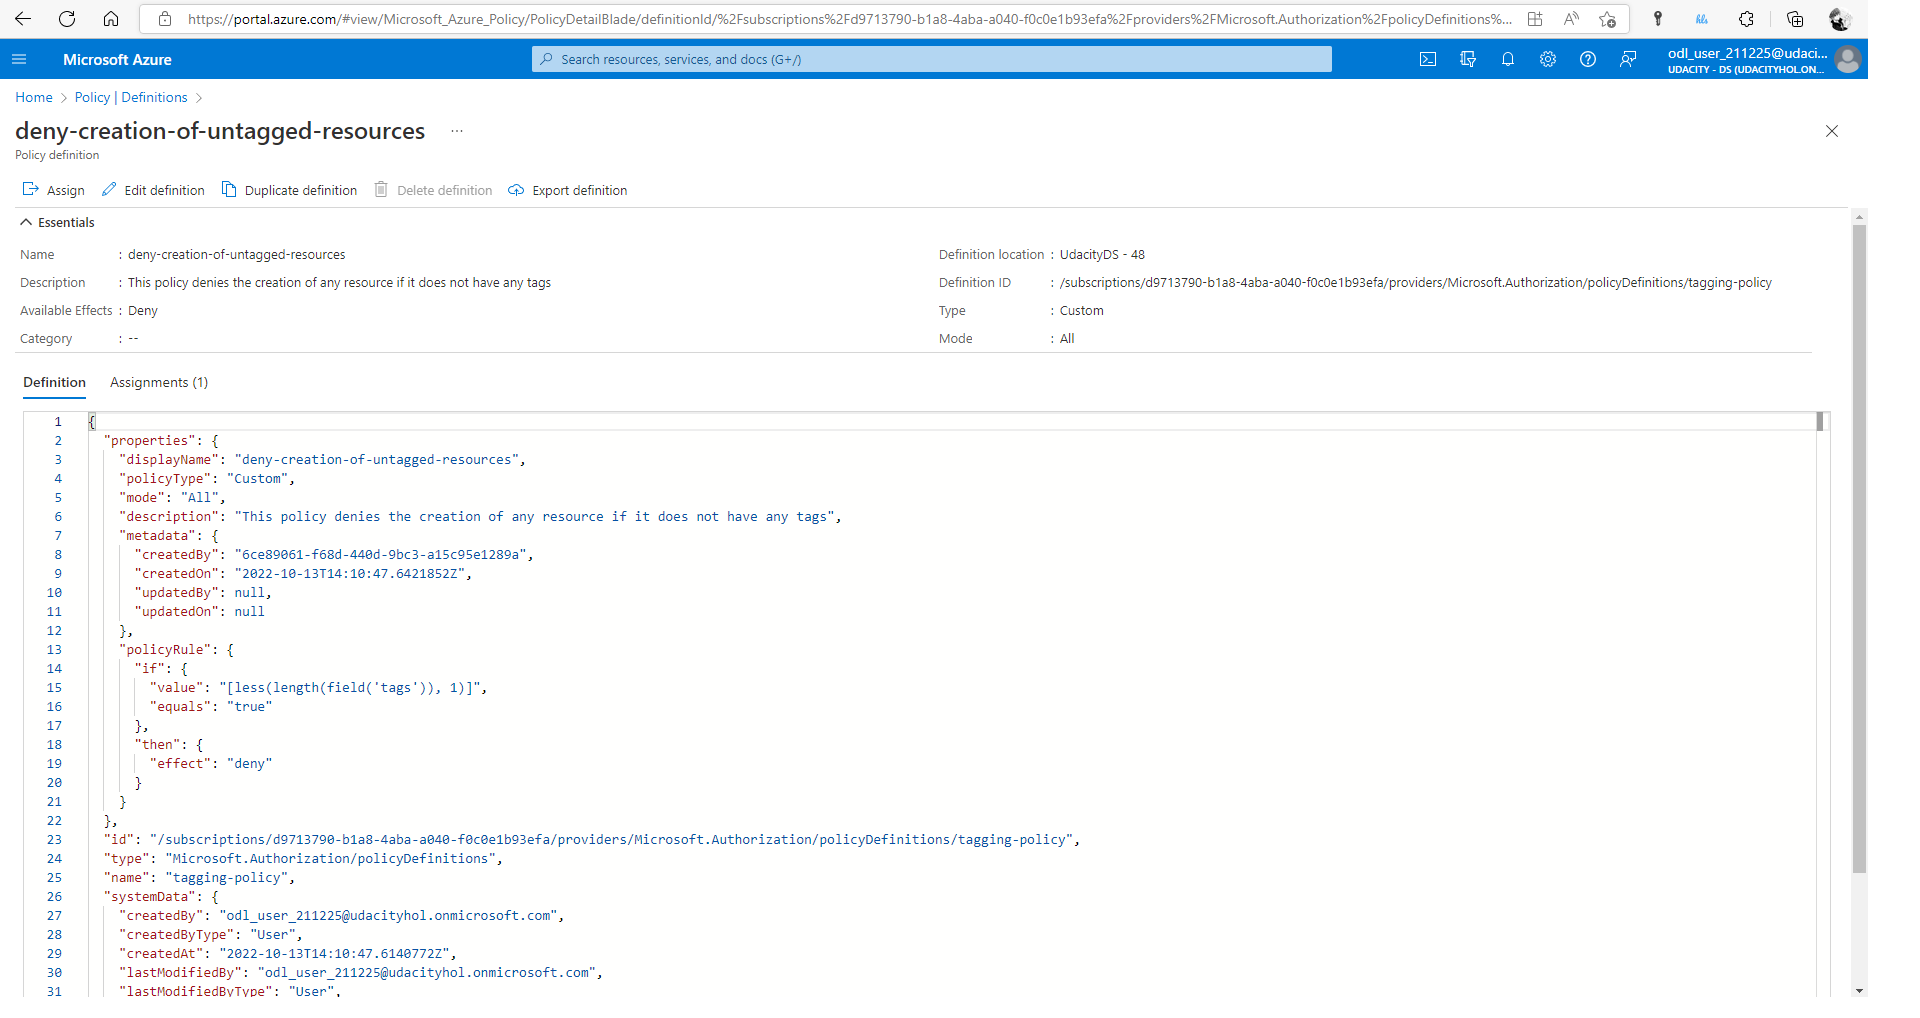 https://portal.azure.com/#view/Microsoft_Azure_Policy/PolicyDetailBlade/definitionId/%2Fsubscriptions%2Fd9713790-b1a8-4aba-a040-f0c0e1b93efa%2Fproviders%2FMicrosoft.Authorization%2FpolicyDefinitions%...
Microsoft Azure
Search resources, services, and docs (G+/)
odl_user_211225@udaci...
UDACITY - DS (UDACITYHOL.ON...
Home > Policy | Definitions >
deny-creation-of-untagged-resources ...
Policy definition
Assign Edit definition Duplicate definition Delete definition Export definition
Essentials
Name : deny-creation-of-untagged-resources
Definition location : UdacityDS - 48
Description : This policy denies the creation of any resource if it does not have any tags
Definition ID : /subscriptions/d9713790-b1a8-4aba-a040-f0c0e1b93efa/providers/Microsoft.Authorization/policyDefinitions/tagging-policy
Available Effects : Deny
Type : Custom
Category : --
Mode : All
Definition Assignments (1)
1 {
2 "properties": {
3 "displayName": "deny-creation-of-untagged-resources",
4 "policyType": "Custom",
5 "mode": "All",
6 "description": "This policy denies the creation of any resource if it does not have any tags",
7 "metadata": {
8 "createdBy": "6ce89061-f68d-440d-9bc3-a15c95e1289a",
9 "createdOn": "2022-10-13T14:10:47.6421852Z",
10 "updatedBy": null,
11 "updatedOn": null
12 },
13 "policyRule": {
14 "if": {
15 "value": "[less(length(field('tags')), 1)]",
16 "equals": "true"
17 },
18 "then": {
19 "effect": "deny"
20 }
21 }
22 },
23 "id": "/subscriptions/d9713790-b1a8-4aba-a040-f0c0e1b93efa/providers/Microsoft.Authorization/policyDefinitions/tagging-policy",
24 "type": "Microsoft.Authorization/policyDefinitions",
25 "name": "tagging-policy",
26 "systemData": {
27 "createdBy": "odl_user_211225@udacityhol.onmicrosoft.com",
28 "createdByType": "User",
29 "createdAt": "2022-10-13T14:10:47.6140772Z",
30 "lastModifiedBy": "odl_user_211225@udacityhol.onmicrosoft.com",
31 "lastModifiedByType": "User",